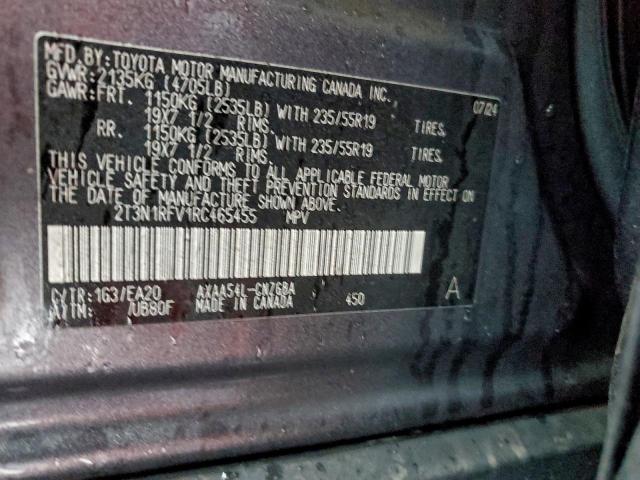 MFD. BY: TOYOTA MOTOR MANUFACTURING CANADA INC.
GVWR: 2135KG (4705LB) 07/24
GAWR: FRT. 1150KG (2535LB) WITH 235/55R19 TIRES,
19X7 1/2 RIMS.
RR. 1150KG (2535LB) WITH 235/55R19 TIRES,
19X7 1/2 RIMS.
THIS VEHICLE CONFORMS TO ALL APPLICABLE FEDERAL MOTOR
VEHICLE SAFETY AND THEFT PREVENTION STANDARDS IN EFFECT ON
THE DATE OF MANUFACTURE SHOWN ABOVE.
2T3N1RFV1RC465455 MPV
C/TR: 1G3/EA20 AXAA54L-CNZGBA 450 A
A/TM: /UB80F MADE IN CANADA